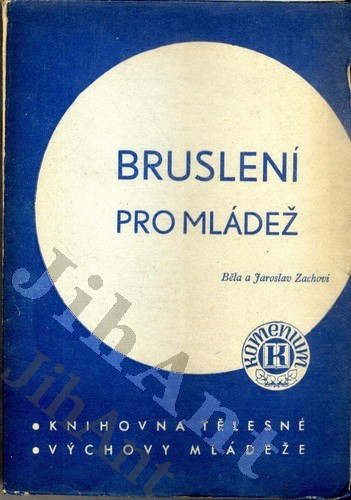 BRUSLENÍ
PRO MLÁDEŽ
Běla a Jaroslav Zachovi
Komenium
K
• KNIHOVNA TĚLESNÉ
• VÝCHOVY MLÁDEŽE
JihAnt
JihAnt